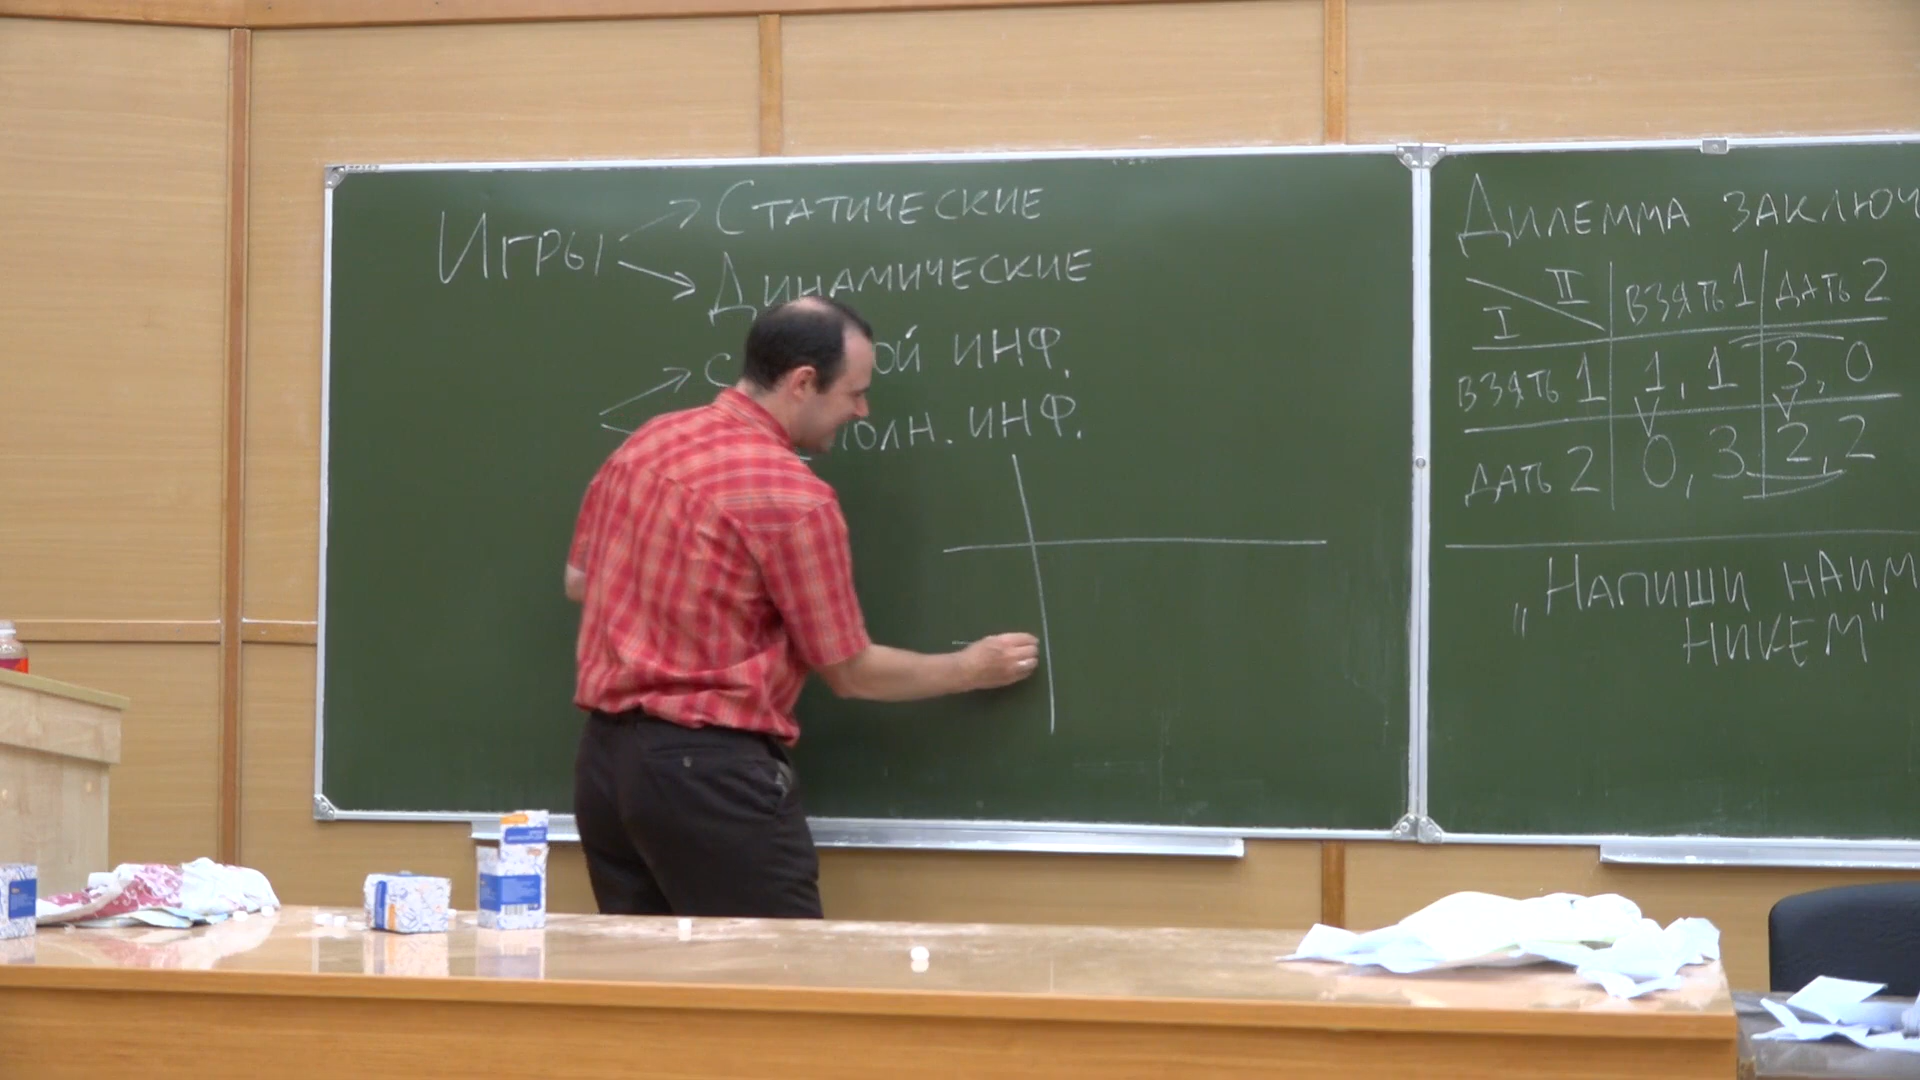 Игры → Статические
→ Динамические
→ С ОЙ ИНФ.
ПОЛН. ИНФ.
Дилемма заключ
II
I
взять 1 | дать 2
взять 1 | 1, 1 | 3, 0
дать 2 | 0, 3 | 2, 2
„Напиши наим
никем"